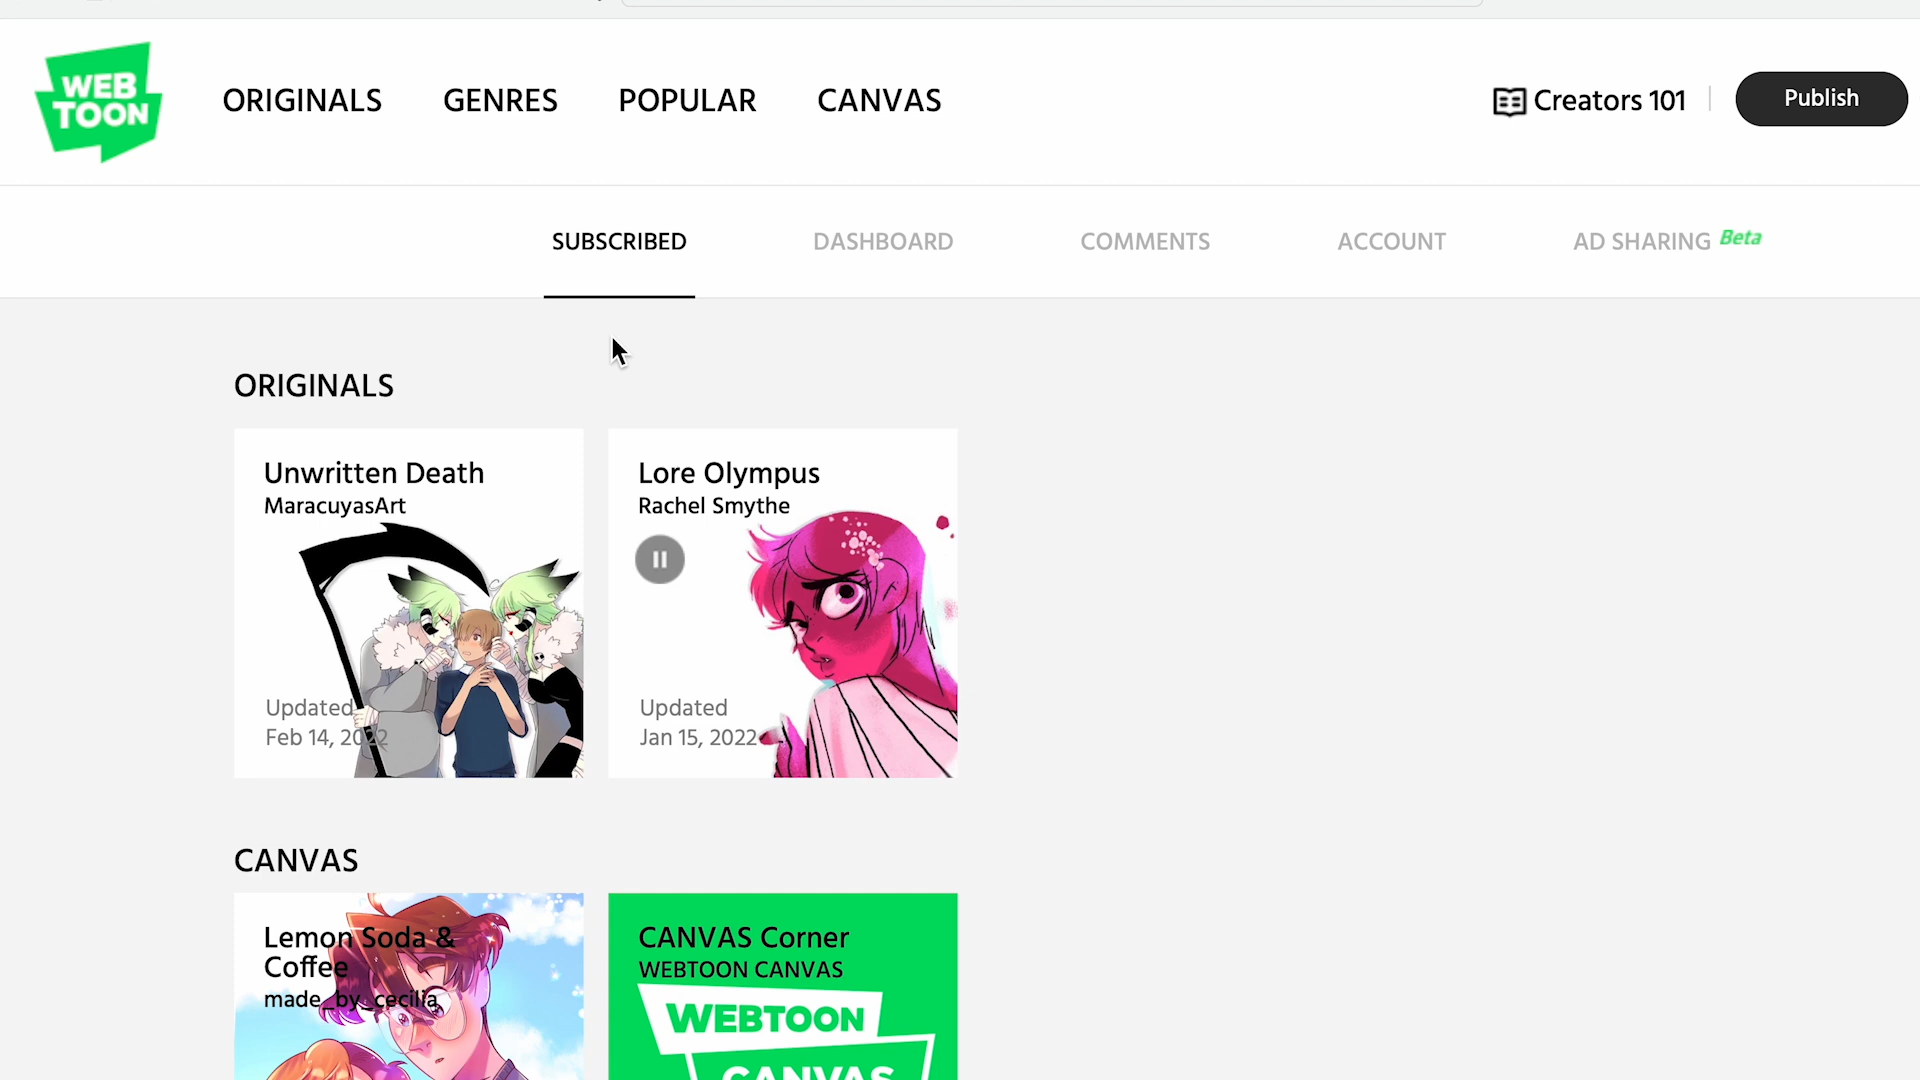 WEB
TOON
ORIGINALS
GENRES
POPULAR
CANVAS
Creators 101
Publish
SUBSCRIBED
DASHBOARD
COMMENTS
ACCOUNT
AD SHARING Beta
ORIGINALS
Unwritten Death
MaracuyasArt
Updated
Feb 14, 2022
Lore Olympus
Rachel Smythe
Updated
Jan 15, 2022
CANVAS
Lemon Soda &
Coffee
made_by_cecilia
CANVAS Corner
WEBTOON CANVAS
WEBTOON
CANVAS